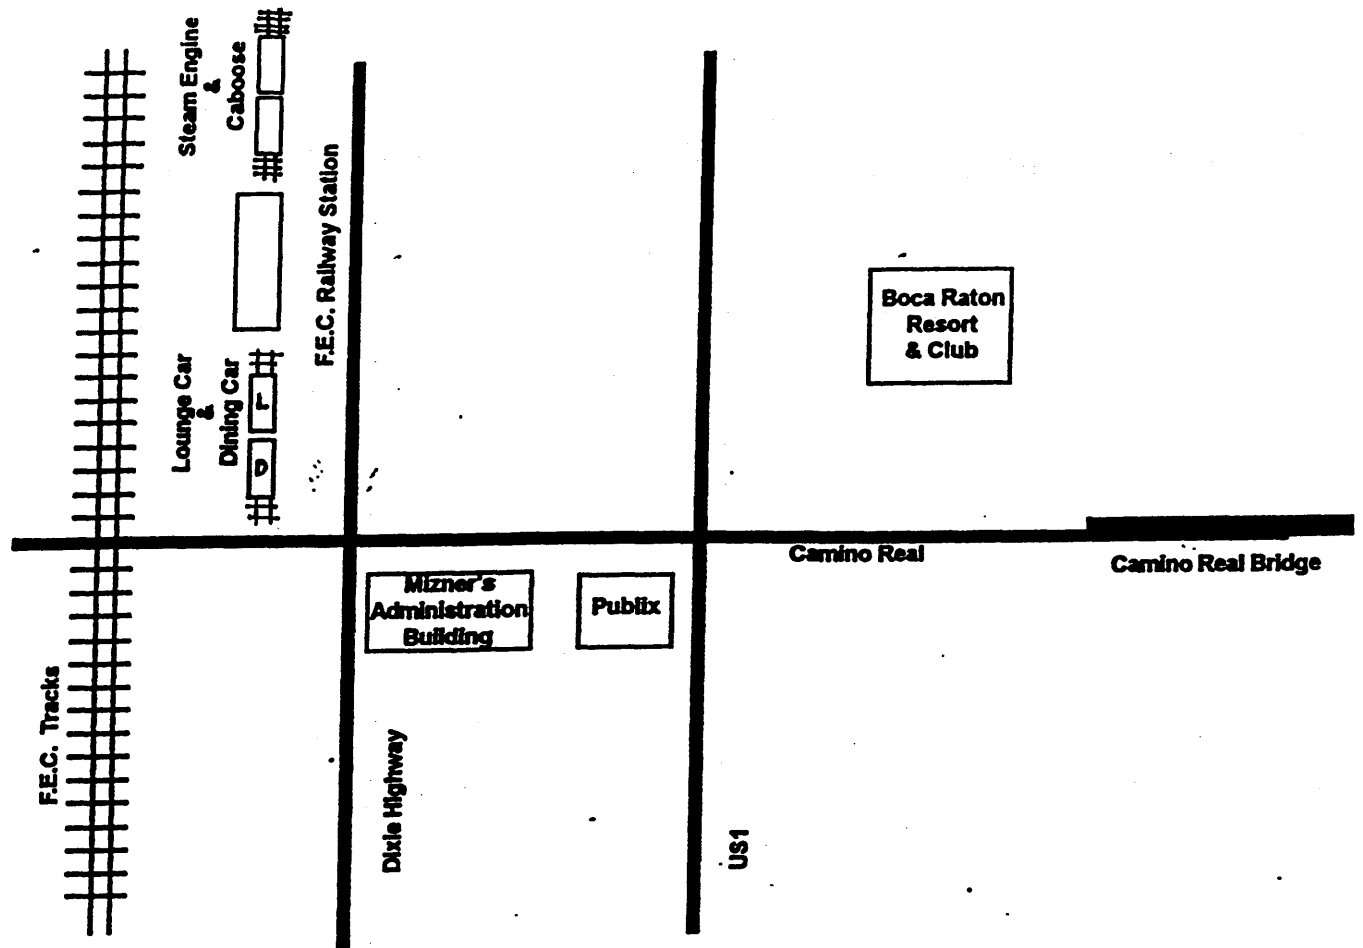 Steam Engine
&
Caboose
F.E.C. Railway Station
Lounge Car
&
Dining Car
L
D
Boca Raton
Resort
& Club
Camino Real
Camino Real Bridge
Mizner's
Administration
Building
Publix
F.E.C. Tracks
Dixie Highway
US1